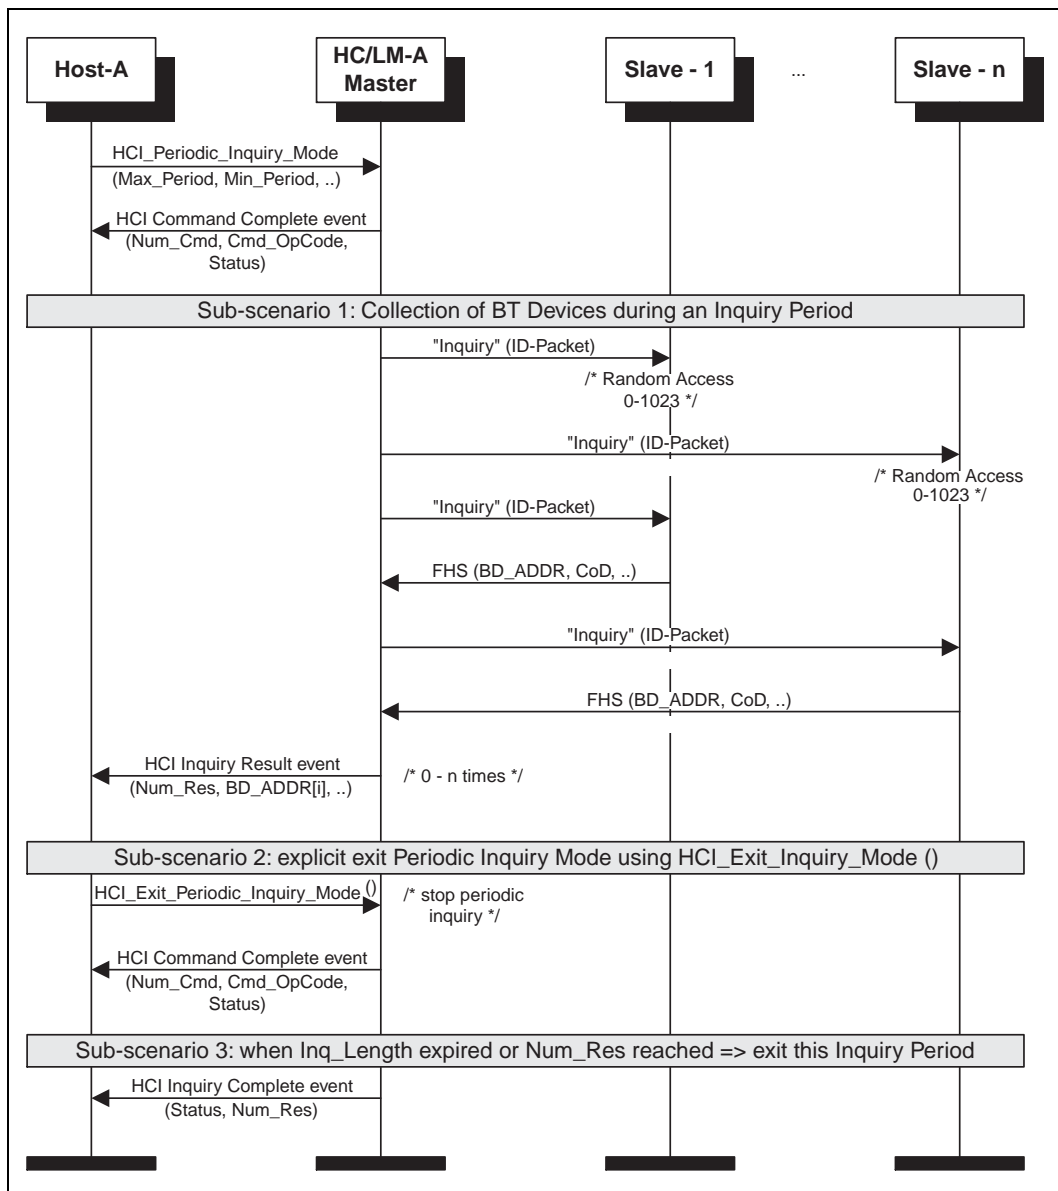 Host-A
HC/LM-A
Master
Slave - 1
...
Slave - n
HCI_Periodic_Inquiry_Mode
(Max_Period, Min_Period, ..)
HCI Command Complete event
(Num_Cmd, Cmd_OpCode,
Status)
Sub-scenario 1: Collection of BT Devices during an Inquiry Period
"Inquiry" (ID-Packet)
/* Random Access
0-1023 */
"Inquiry" (ID-Packet)
/* Random Access
0-1023 */
"Inquiry" (ID-Packet)
FHS (BD_ADDR, CoD, ..)
"Inquiry" (ID-Packet)
FHS (BD_ADDR, CoD, ..)
HCI Inquiry Result event
(Num_Res, BD_ADDR[i], ..)
/* 0 - n times */
Sub-scenario 2: explicit exit Periodic Inquiry Mode using HCI_Exit_Inquiry_Mode ()
HCI_Exit_Periodic_Inquiry_Mode ()
/* stop periodic
inquiry */
HCI Command Complete event
(Num_Cmd, Cmd_OpCode,
Status)
Sub-scenario 3: when Inq_Length expired or Num_Res reached => exit this Inquiry Period
HCI Inquiry Complete event
(Status, Num_Res)